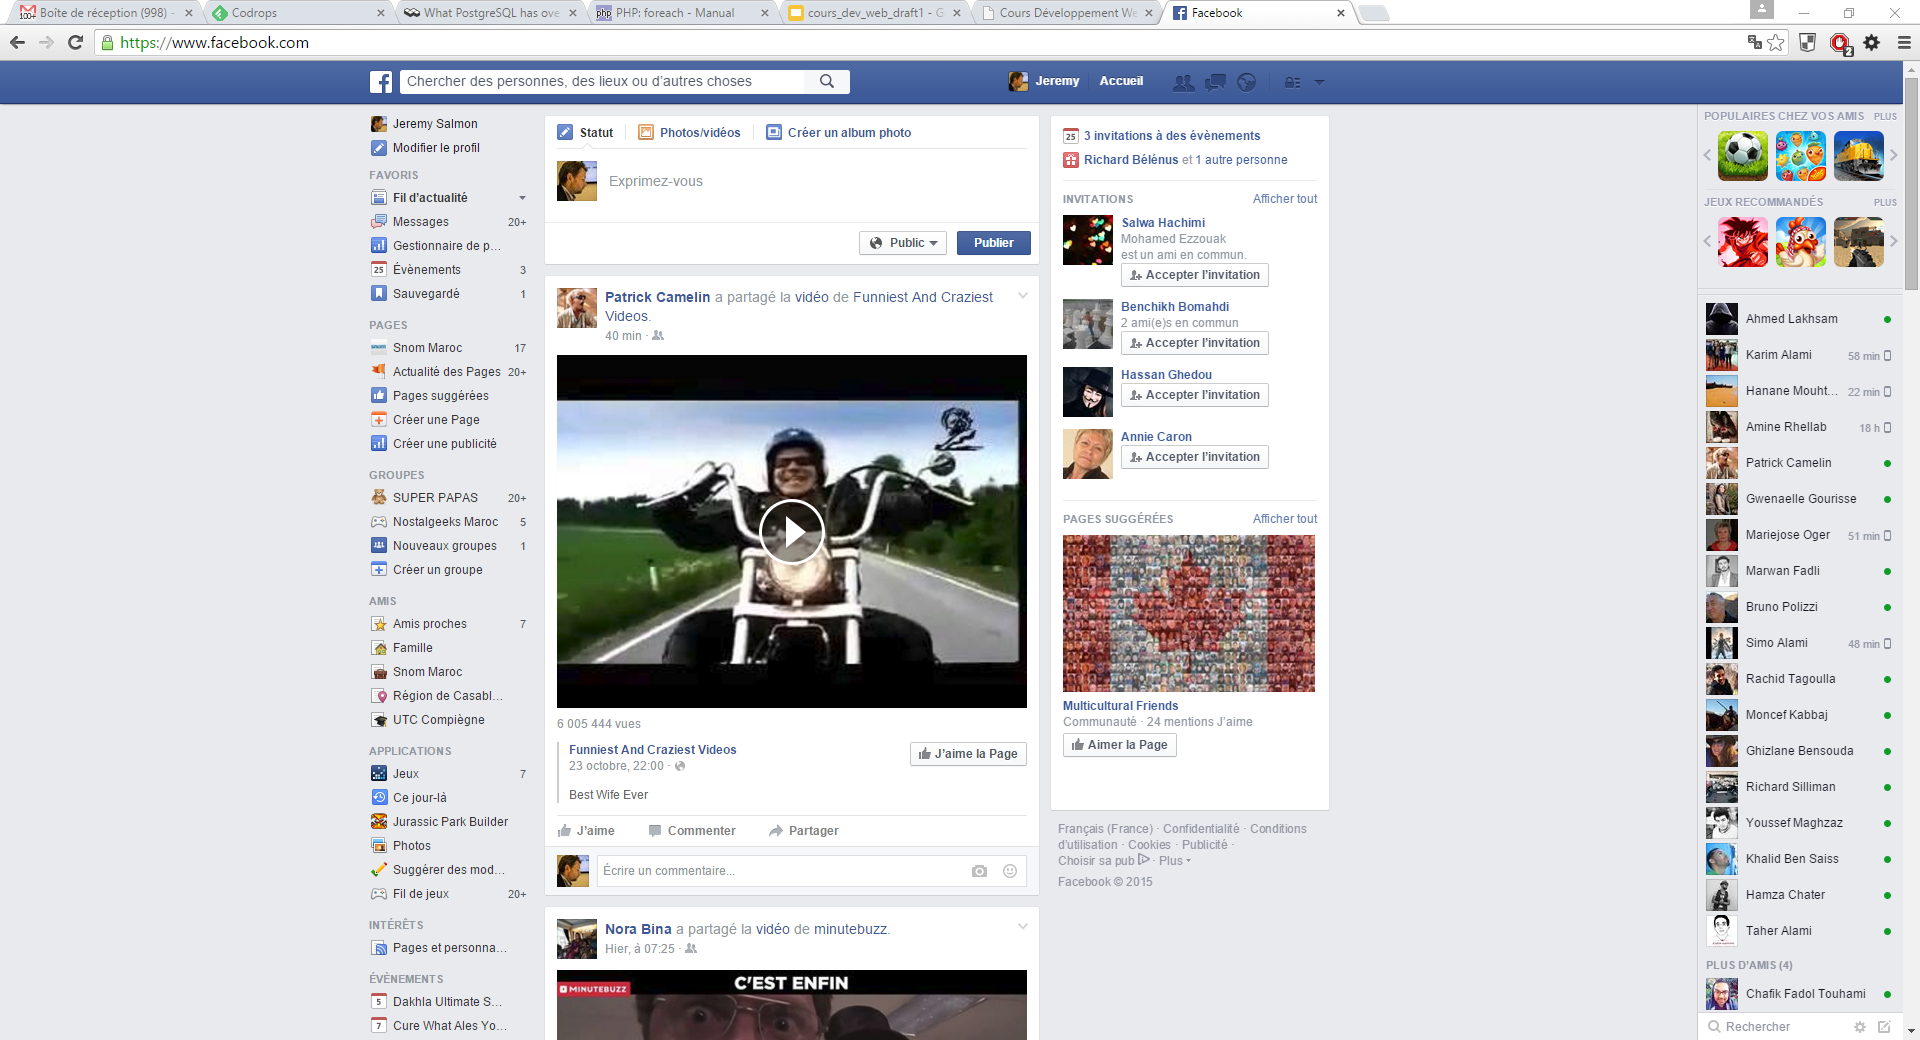 Boîte de réception (998) -
Codrops
What PostgreSQL has ove
PHP: foreach - Manual
cours_dev_web_draft1 - G
Cours Développement We
Facebook
https://www.facebook.com
Chercher des personnes, des lieux ou d'autres choses
Jeremy
Accueil
Jeremy Salmon
Modifier le profil
FAVORIS
Fil d'actualité
Messages 20+
Gestionnaire de p...
Évènements 3
Sauvegardé 1
PAGES
Snom Maroc 17
Actualité des Pages 20+
Pages suggérées
Créer une Page
Créer une publicité
GROUPES
SUPER PAPAS 20+
Nostalgeeks Maroc 5
Nouveaux groupes 1
Créer un groupe
AMIS
Amis proches 7
Famille
Snom Maroc
Région de Casabl...
UTC Compiègne
APPLICATIONS
Jeux 7
Ce jour-là
Jurassic Park Builder
Photos
Suggérer des mod...
Fil de jeux 20+
INTÉRÊTS
Pages et personna...
ÉVÈNEMENTS
5 Dakhla Ultimate S...
7 Cure What Ales Yo...
Statut Photos/vidéos Créer un album photo
Exprimez-vous
Public Publier
Patrick Camelin a partagé la vidéo de Funniest And Craziest
Videos.
40 min ·
6 005 444 vues
Funniest And Craziest Videos
23 octobre, 22:00 ·
J'aime la Page
Best Wife Ever
J'aime Commenter Partager
Écrire un commentaire...
Nora Bina a partagé la vidéo de minutebuzz.
Hier, à 07:25 ·
MINUTEBUZZ
C'EST ENFIN
25 3 invitations à des évènements
Richard Bélénus et 1 autre personne
INVITATIONS Afficher tout
Salwa Hachimi
Mohamed Ezzouak
est un ami en commun.
Accepter l'invitation
Benchikh Bomahdi
2 ami(e)s en commun
Accepter l'invitation
Hassan Ghedou
Accepter l'invitation
Annie Caron
Accepter l'invitation
PAGES SUGGÉRÉES Afficher tout
Multicultural Friends
Communauté · 24 mentions J'aime
Aimer la Page
Français (France) · Confidentialité · Conditions
d'utilisation · Cookies · Publicité ·
Choisir sa pub · Plus
Facebook © 2015
POPULAIRES CHEZ VOS AMIS PLUS
JEUX RECOMMANDÉS PLUS
Ahmed Lakhsam
Karim Alami 58 min
Hanane Mouht... 22 min
Amine Rhellab 18 h
Patrick Camelin
Gwenaelle Gourisse
Mariejose Oger 51 min
Marwan Fadli
Bruno Polizzi
Simo Alami 48 min
Rachid Tagoulla
Moncef Kabbaj
Ghizlane Bensouda
Richard Silliman
Youssef Maghzaz
Khalid Ben Saiss
Hamza Chater
Taher Alami
PLUS D'AMIS (4)
Chafik Fadol Touhami
Rechercher